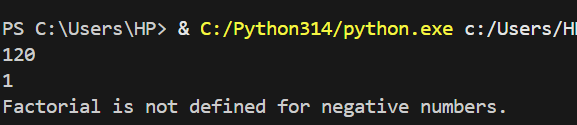 PS C:\Users\HP> & C:/Python314/python.exe c:/Users/H
120
1
Factorial is not defined for negative numbers.